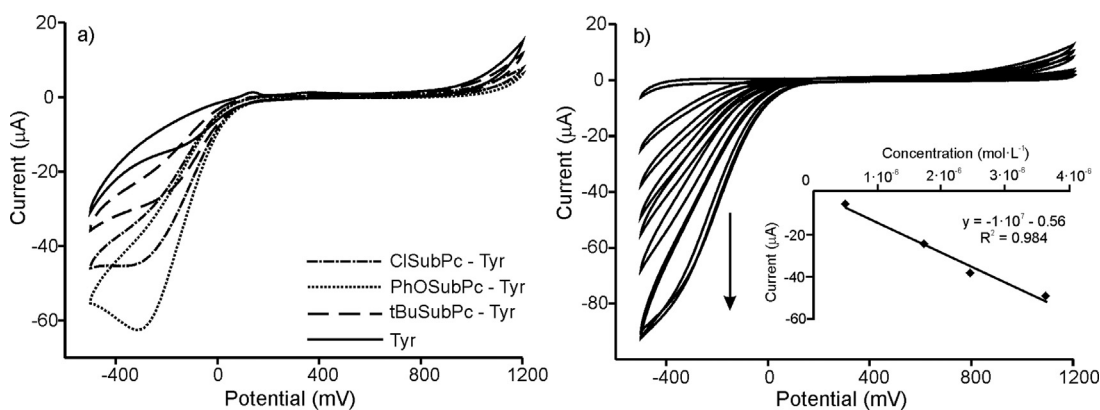 a)
20
0
-20
-40
-60
Current (µA)
-400
0
400
800
1200
Potential (mV)
ClSubPc - Tyr
PhOSubPc - Tyr
tBuSubPc - Tyr
Tyr
b)
20
0
-20
-40
-60
-80
Current (µA)
-400
0
400
800
1200
Potential (mV)
Concentration (mol·L⁻¹)
0
1·10⁻⁶
2·10⁻⁶
3·10⁻⁶
4·10⁻⁶
-20
-40
-60
Current (µA)
y = -1·10⁷ - 0.56
R² = 0.984